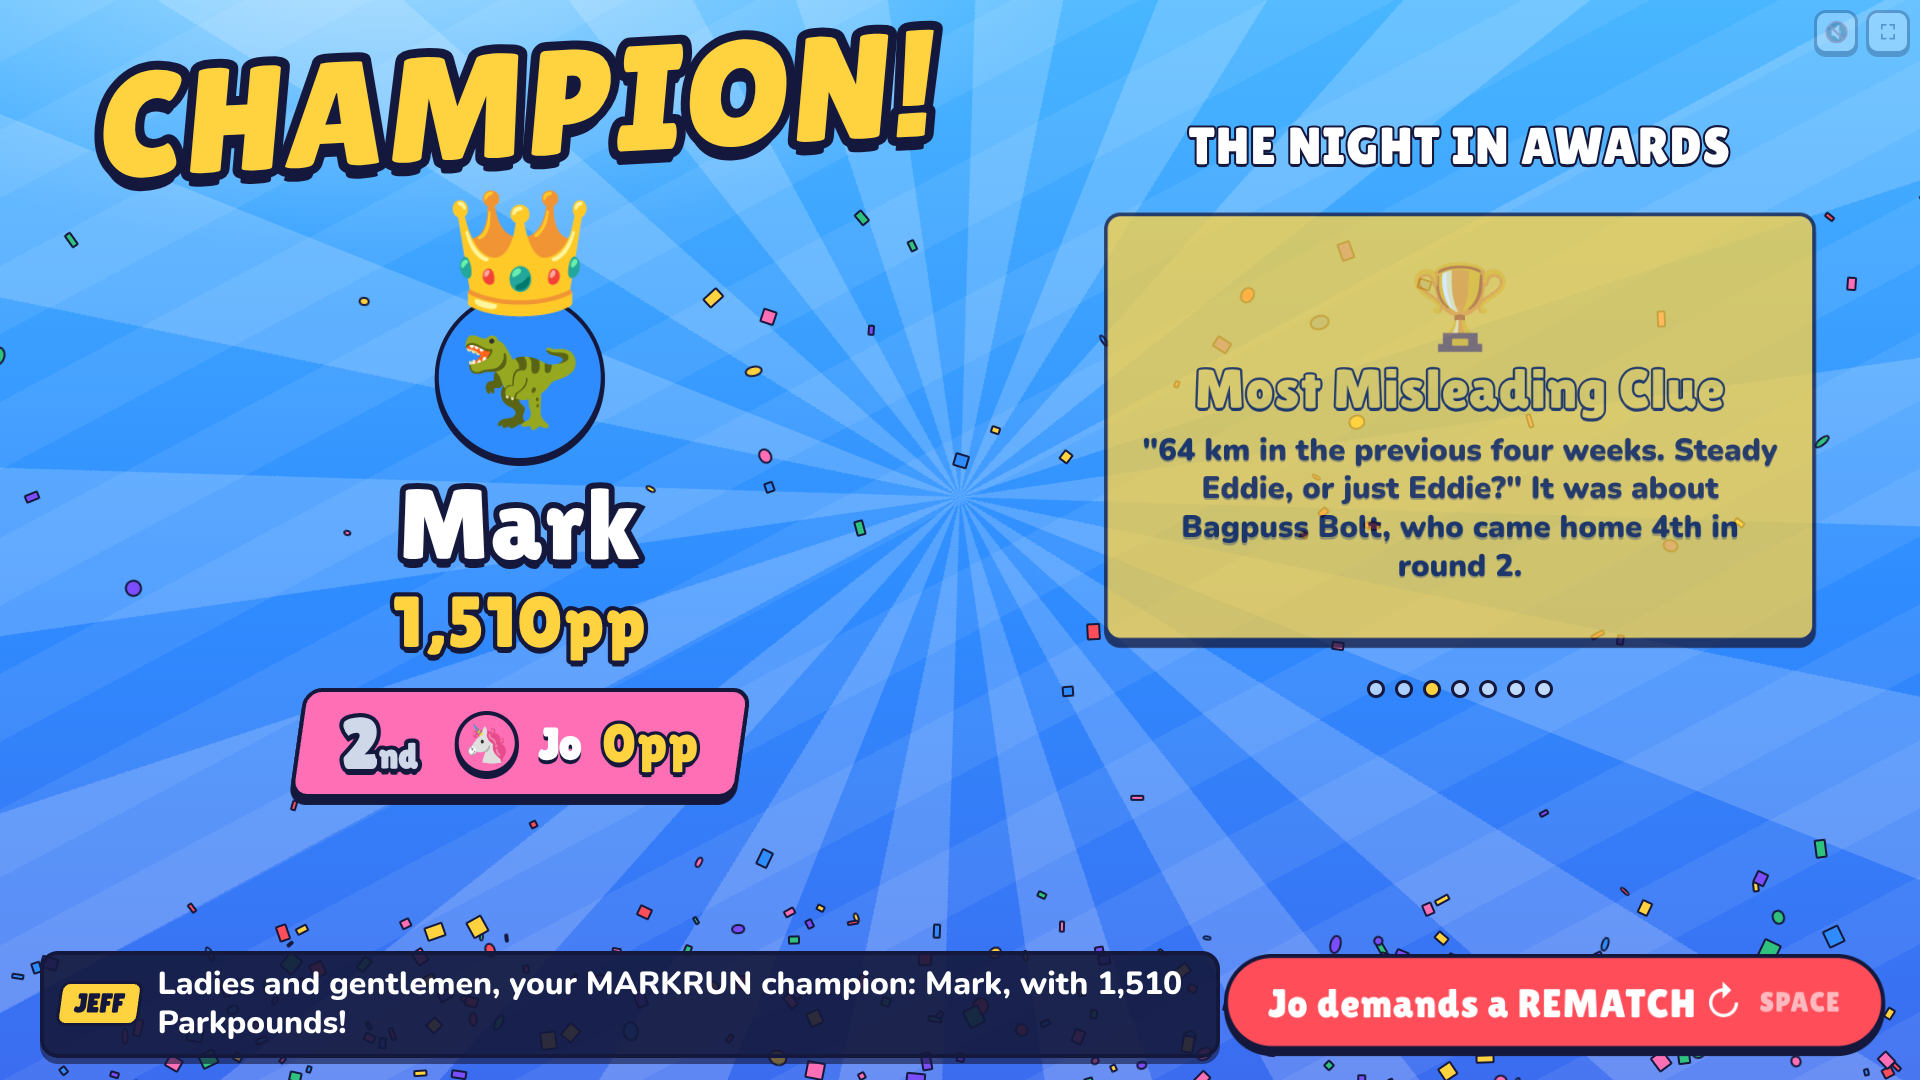 CHAMPION!
Mark
1,510pp
2nd Jo 0pp
THE NIGHT IN AWARDS
Most Misleading Clue
"64 km in the previous four weeks. Steady
Eddie, or just Eddie?" It was about
Bagpuss Bolt, who came home 4th in
round 2.
JEFF
Ladies and gentlemen, your MARKRUN champion: Mark, with 1,510
Parkpounds!
Jo demands a REMATCH SPACE